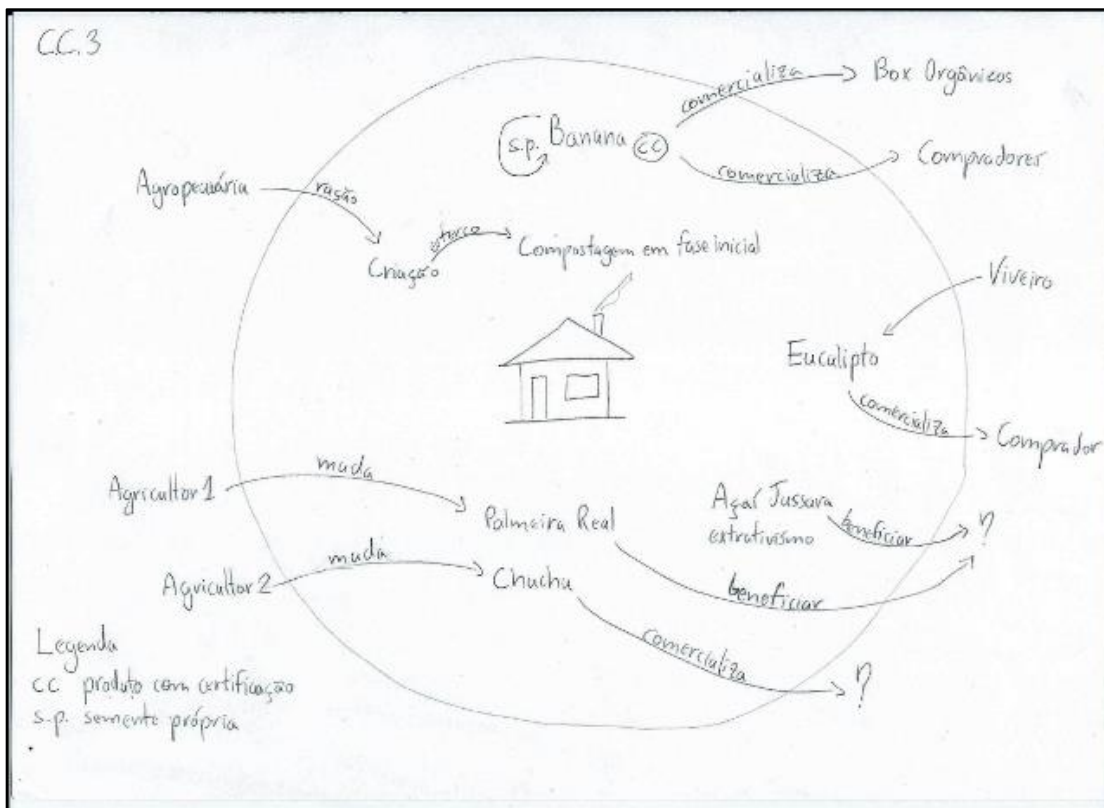 C.C.3
comercializa
Box Orgânicos
s.p. Banana cc
comercializa
Compradores
Agropecuária
ração
Criação
esterco
Compostagem em fase inicial
Viveiro
Eucalipto
comercializa
Comprador
Agricultor 1
muda
Palmeira Real
Açaí Jussara
extrativismo
beneficiar
?
Agricultor 2
muda
Chuchu
beneficiar
comercializa
?
Legenda
cc produto com certificação
s.p. semente própria